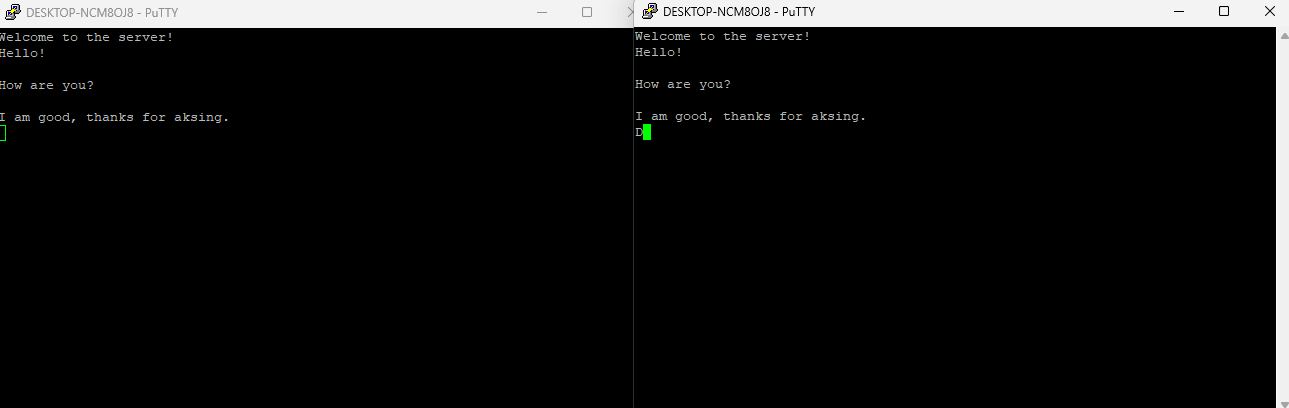 DESKTOP-NCM8OJ8 - PuTTY
Welcome to the server!
Hello!
How are you?
I am good, thanks for aksing.
DESKTOP-NCM8OJ8 - PuTTY
Welcome to the server!
Hello!
How are you?
I am good, thanks for aksing.
D